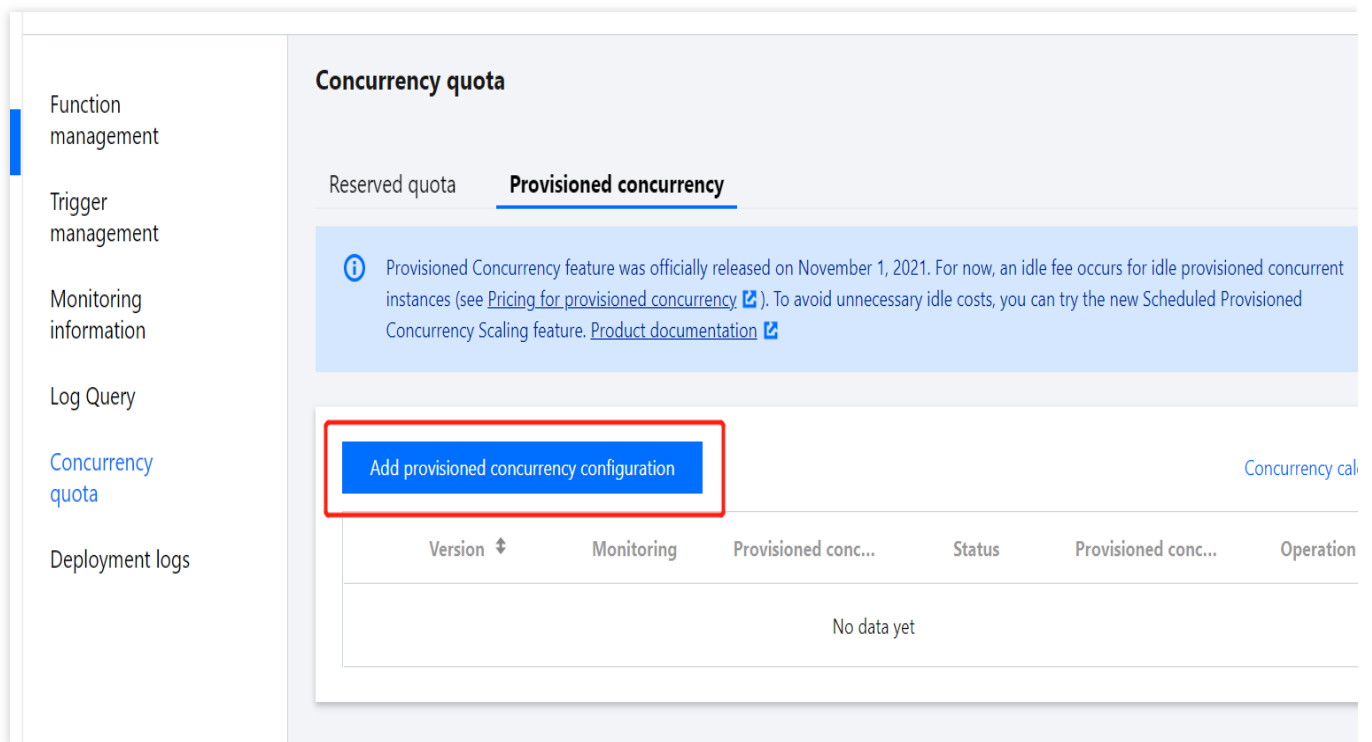 Function
management
Trigger
management
Monitoring
information
Log Query
Concurrency
quota
Deployment logs
Concurrency quota
Reserved quota Provisioned concurrency
Provisioned Concurrency feature was officially released on November 1, 2021. For now, an idle fee occurs for idle provisioned concurrent
instances (see Pricing for provisioned concurrency ). To avoid unnecessary idle costs, you can try the new Scheduled Provisioned
Concurrency Scaling feature. Product documentation
Add provisioned concurrency configuration Concurrency
Version Monitoring Provisioned conc... Status Provisioned conc... Operation
No data yet